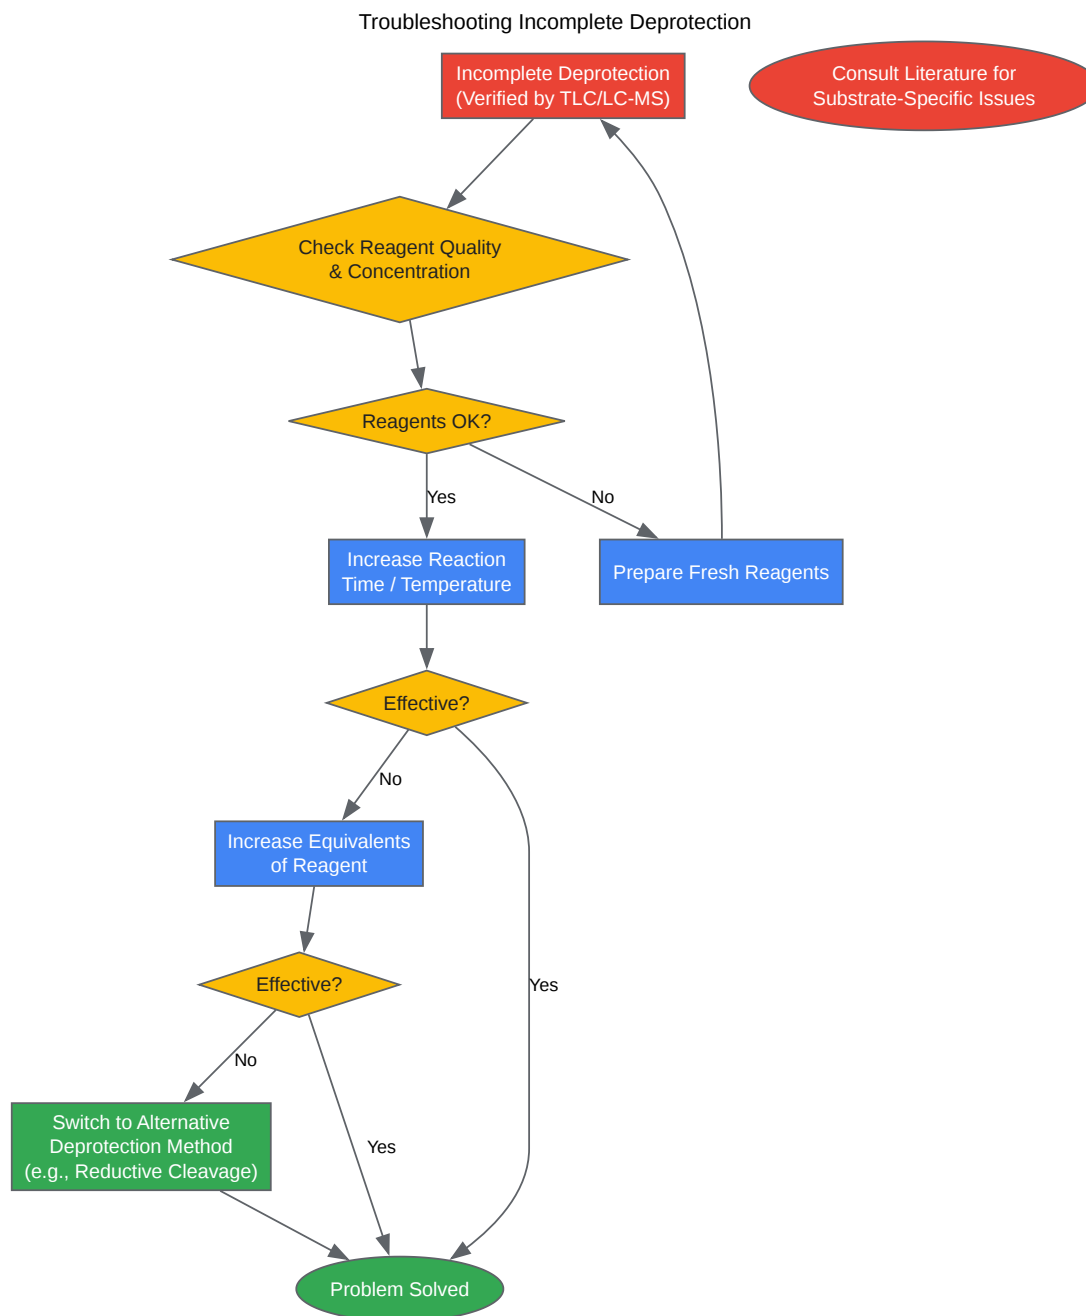 Troubleshooting Incomplete Deprotection
Incomplete Deprotection
(Verified by TLC/LC-MS)
Consult Literature for
Substrate-Specific Issues
Check Reagent Quality
& Concentration
Reagents OK?
Yes
No
Increase Reaction
Time / Temperature
Prepare Fresh Reagents
Effective?
No
Increase Equivalents
of Reagent
Effective?
Yes
No
Switch to Alternative
Deprotection Method
(e.g., Reductive Cleavage)
Yes
Problem Solved